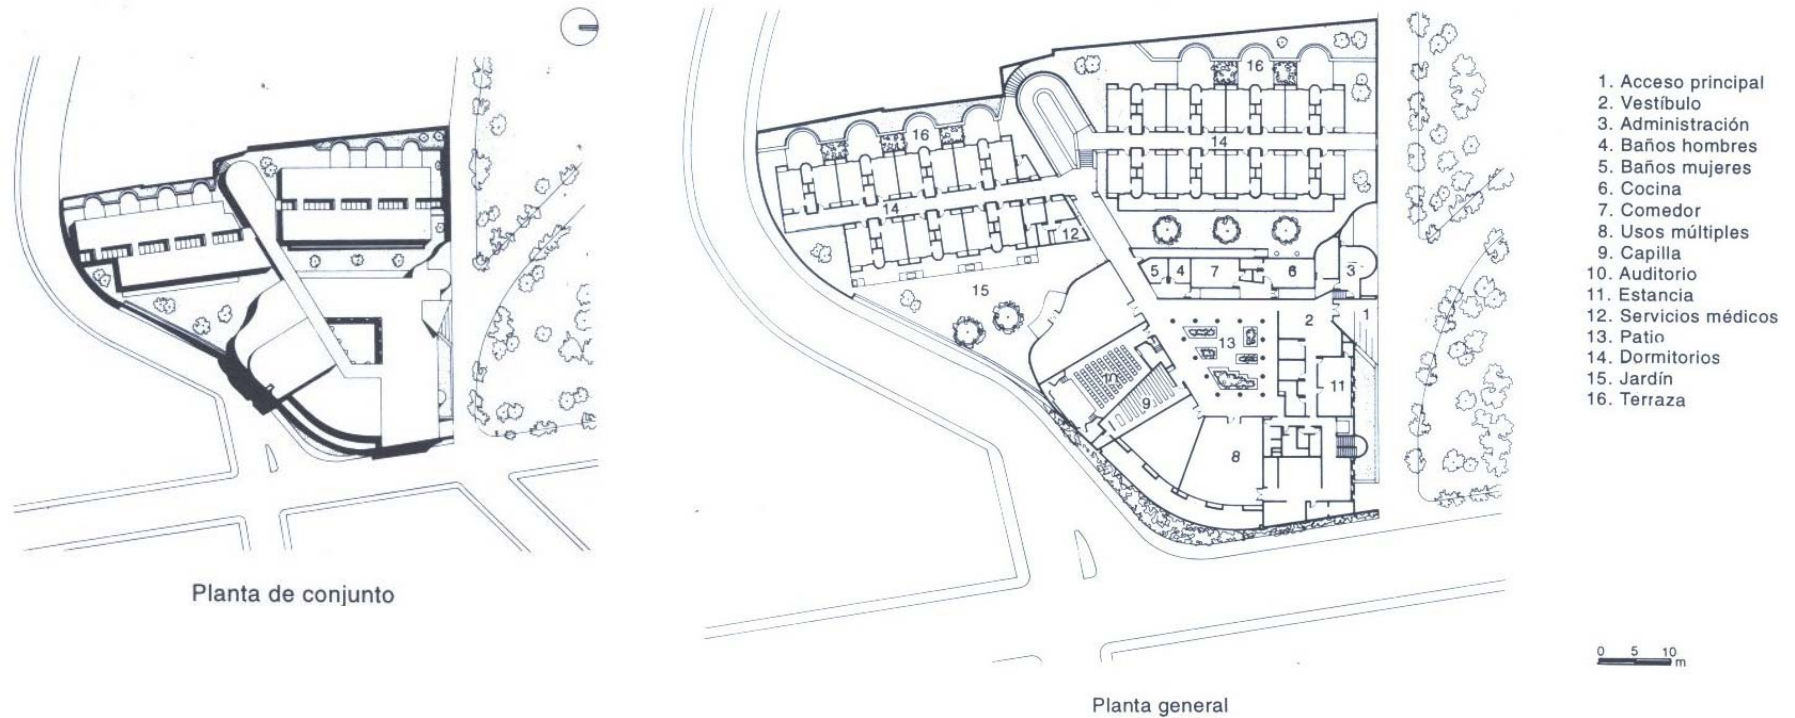 Planta de conjunto
16
16
14
14
12
5
4
7
6
3
15
2
1
13
11
10
9
8
Planta general
1. Acceso principal
2. Vestíbulo
3. Administración
4. Baños hombres
5. Baños mujeres
6. Cocina
7. Comedor
8. Usos múltiples
9. Capilla
10. Auditorio
11. Estancia
12. Servicios médicos
13. Patio
14. Dormitorios
15. Jardín
16. Terraza
0 5 10
m